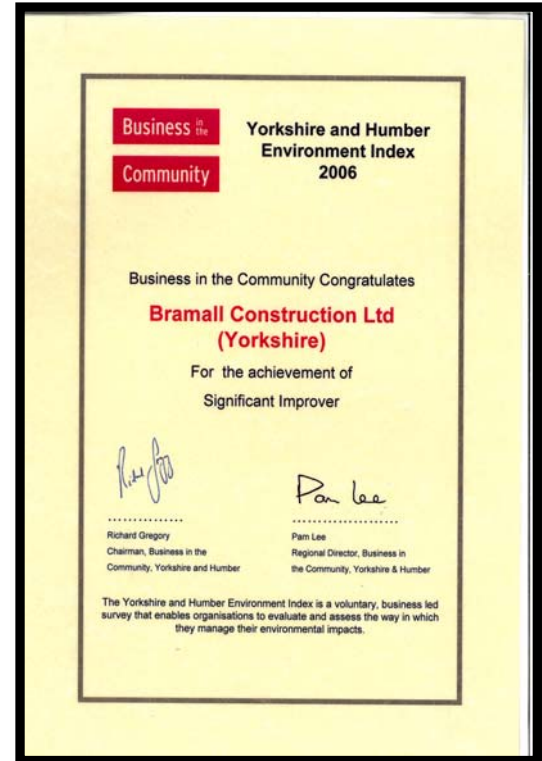 Business in the
Community
Yorkshire and Humber
Environment Index
2006
Business in the Community Congratulates
Bramall Construction Ltd
(Yorkshire)
For the achievement of
Significant Improver
Pam Lee
Richard Gregory
Chairman, Business in the
Community, Yorkshire and Humber
Pam Lee
Regional Director, Business in
the Community, Yorkshire & Humber
The Yorkshire and Humber Environment Index is a voluntary, business led
survey that enables organisations to evaluate and assess the way in which
they manage their environmental impacts.